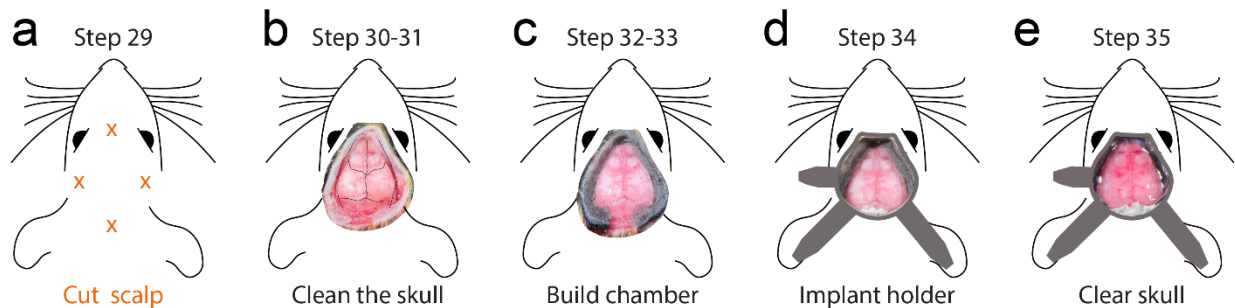 a Step 29
b Step 30-31
c Step 32-33
d Step 34
e Step 35
x
x x
x
Cut scalp
Clean the skull
Build chamber
Implant holder
Clear skull